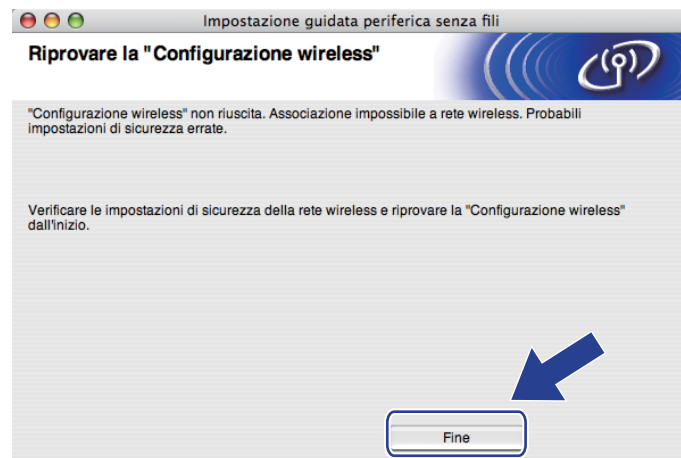 Impostazione guidata periferica senza fili
Riprovare la "Configurazione wireless"
"Configurazione wireless" non riuscita. Associazione impossibile a rete wireless. Probabili
impostazioni di sicurezza errate.
Verificare le impostazioni di sicurezza della rete wireless e riprovare la "Configurazione wireless"
dall'inizio.
Fine